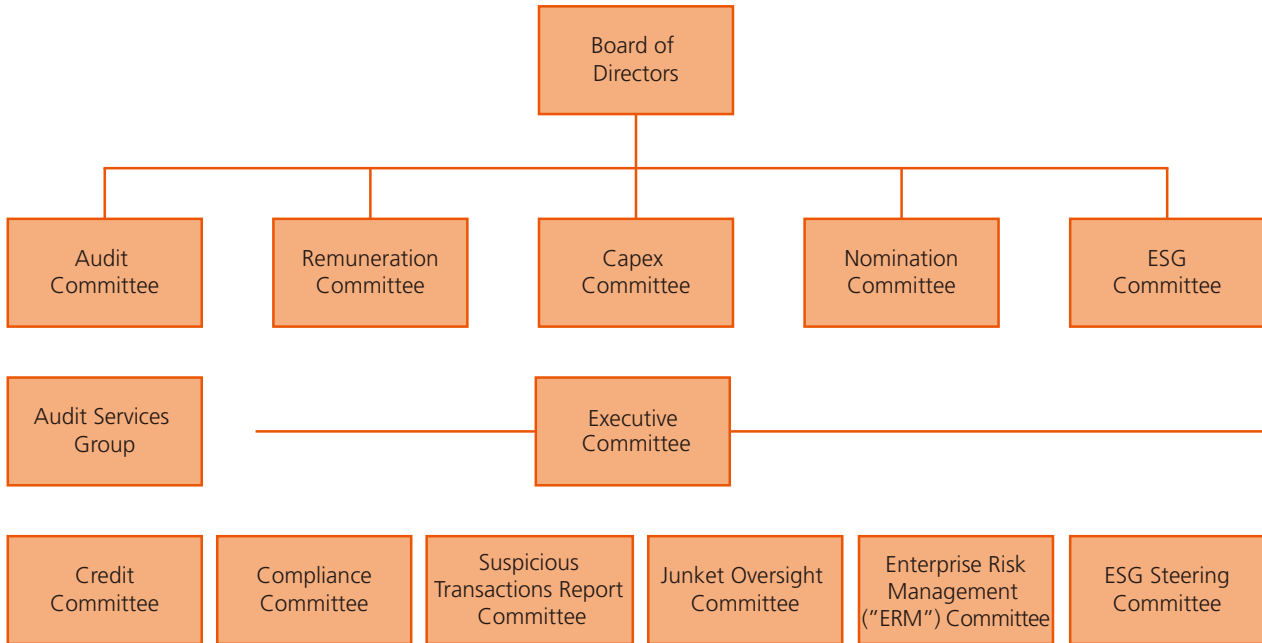 Board of
Directors
Audit
Committee
Remuneration
Committee
Capex
Committee
Nomination
Committee
ESG
Committee
Audit Services
Group
Executive
Committee
Credit
Committee
Compliance
Committee
Suspicious
Transactions Report
Committee
Junket Oversight
Committee
Enterprise Risk
Management
(”ERM”) Committee
ESG Steering
Committee